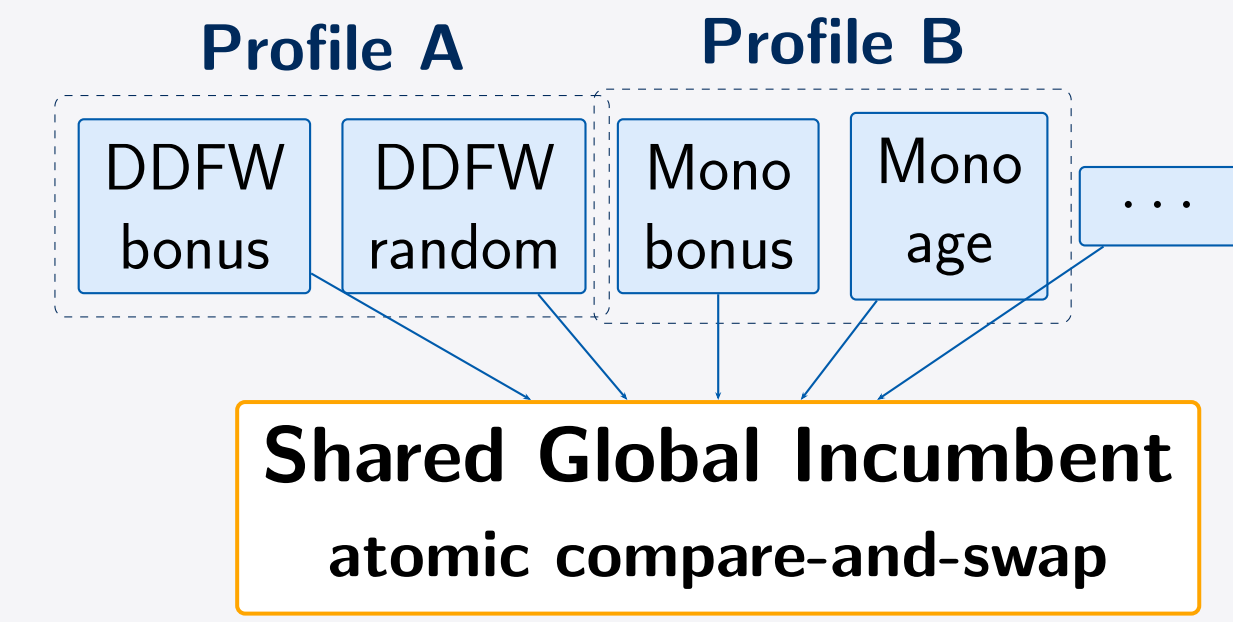 Profile A
Profile B
DDFW
bonus
DDFW
random
Mono
bonus
Mono
age
...
Shared Global Incumbent
atomic compare-and-swap